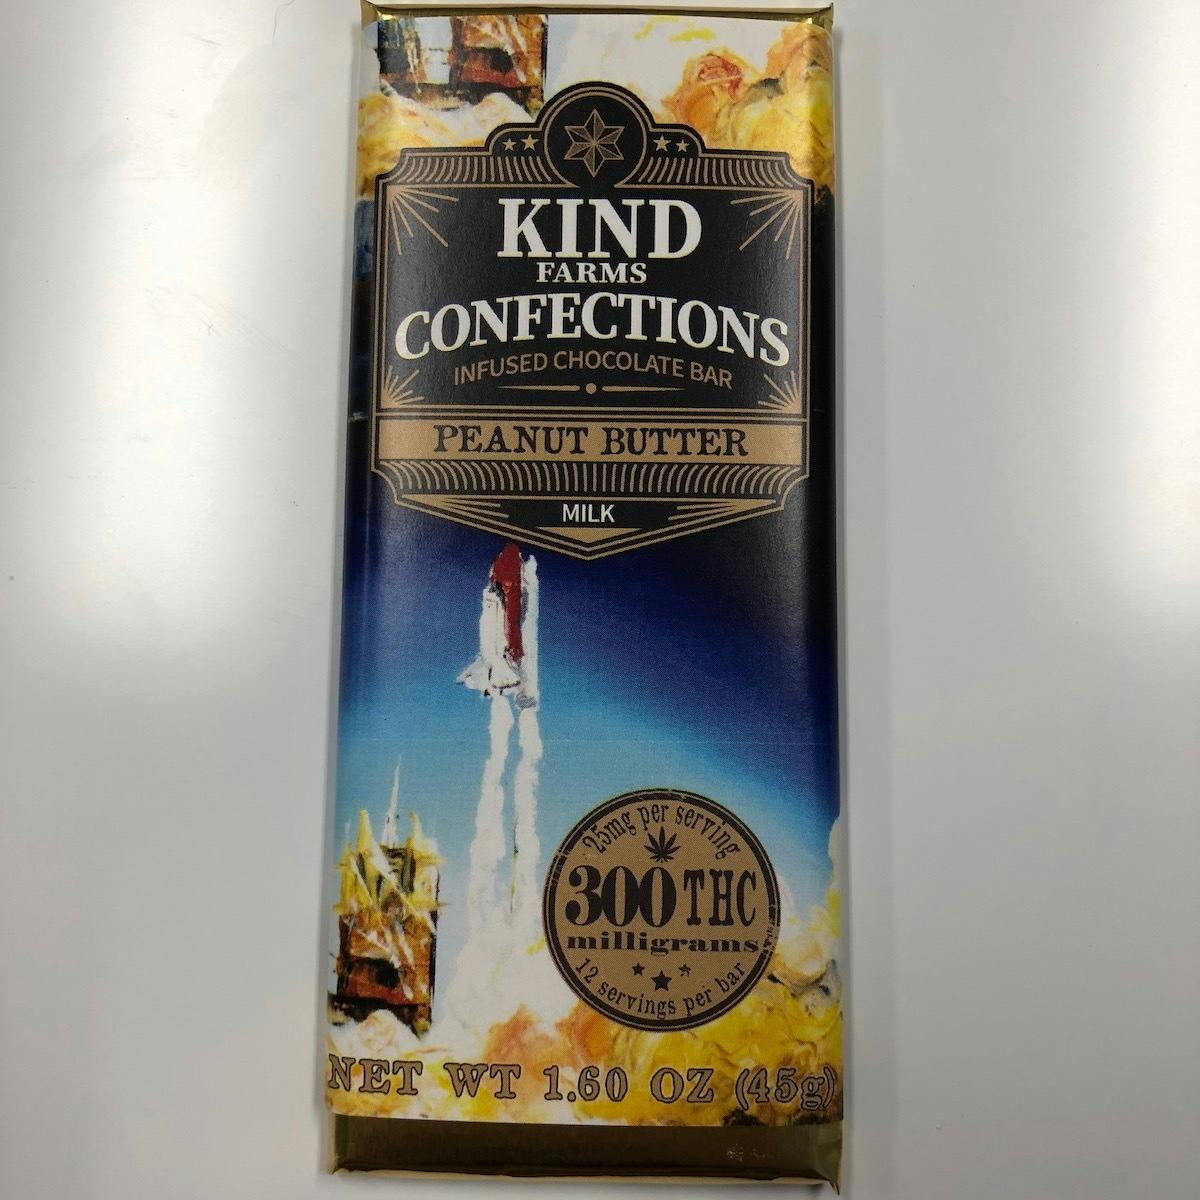 KIND
FARMS
CONFECTIONS
INFUSED CHOCOLATE BAR
PEANUT BUTTER
MILK
25mg per serving
300 THC
milligrams
12 servings per bar
NET WT 1.60 OZ (45g)